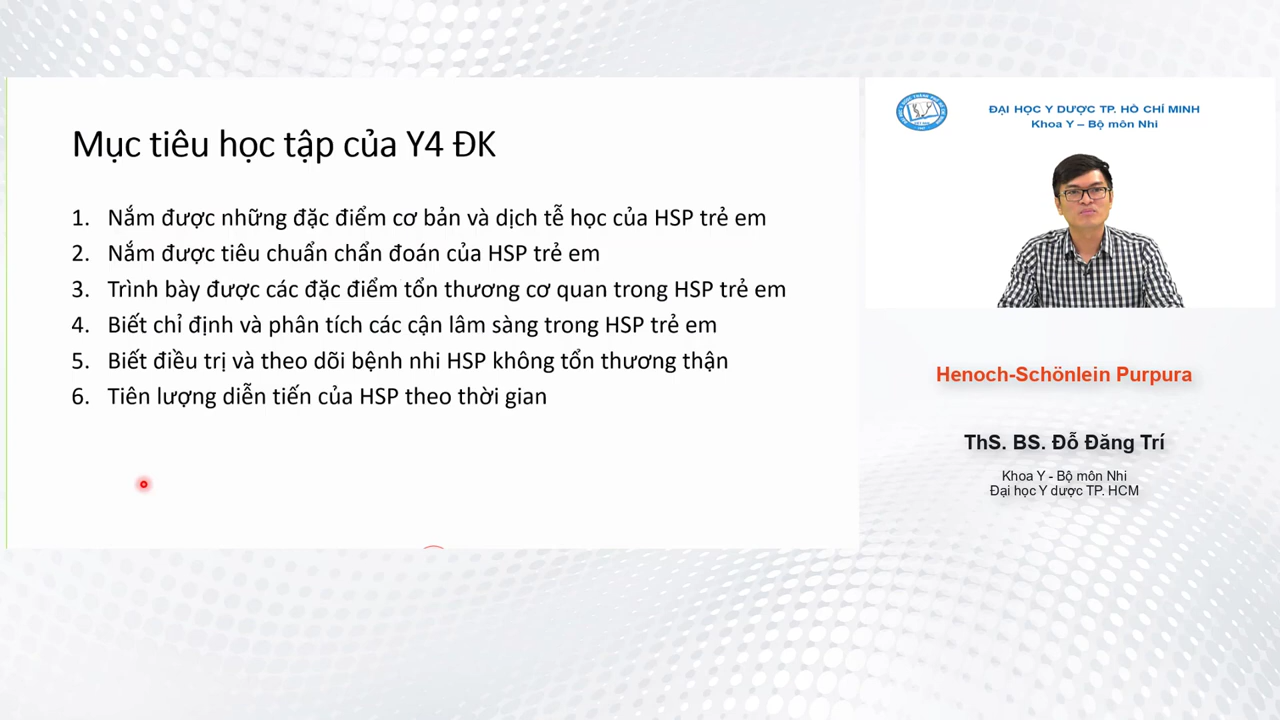 Mục tiêu học tập của Y4 ĐK
1. Nắm được những đặc điểm cơ bản và dịch tễ học của HSP trẻ em
2. Nắm được tiêu chuẩn chẩn đoán của HSP trẻ em
3. Trình bày được các đặc điểm tổn thương cơ quan trong HSP trẻ em
4. Biết chỉ định và phân tích các cận lâm sàng trong HSP trẻ em
5. Biết điều trị và theo dõi bệnh nhi HSP không tổn thương thận
6. Tiên lượng diễn tiến của HSP theo thời gian
ĐẠI HỌC Y DƯỢC TP. HỒ CHÍ MINH
Khoa Y – Bộ môn Nhi
Henoch-Schönlein Purpura
ThS. BS. Đỗ Đăng Trí
Khoa Y - Bộ môn Nhi
Đại học Y dược TP. HCM